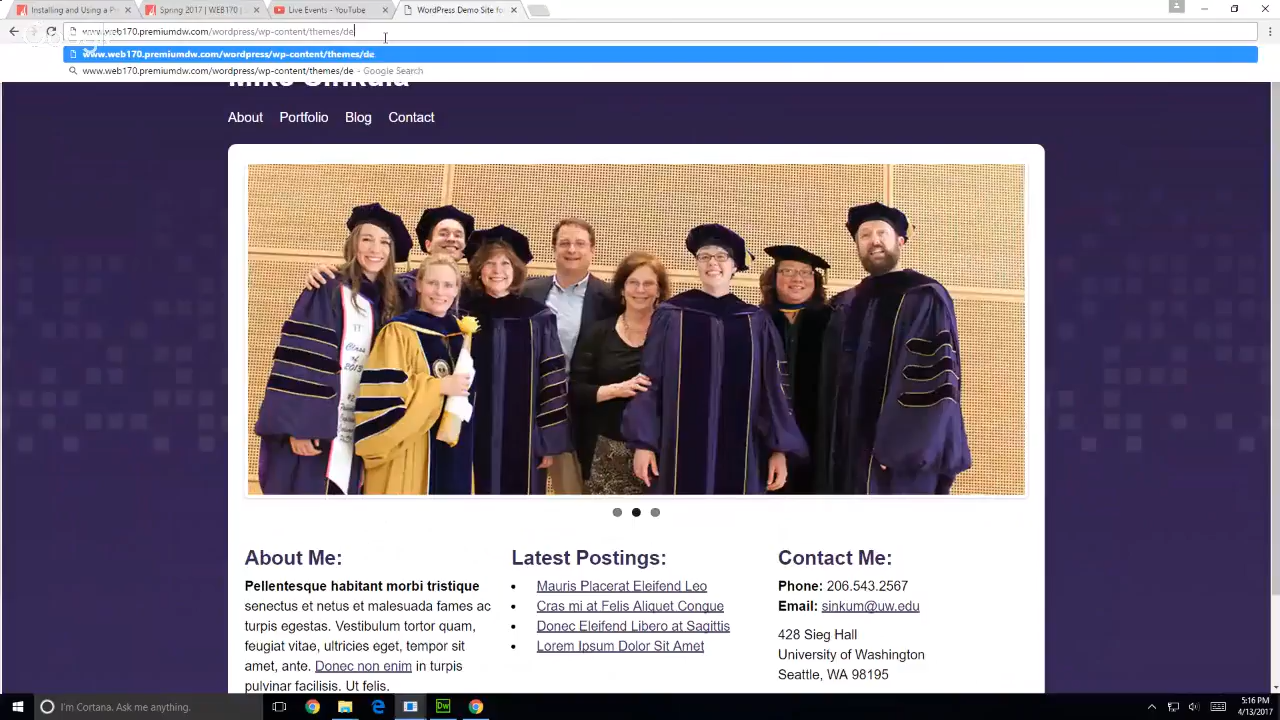 Installing and Using a P
Spring 2017 | WEB170 |
Live Events - YouTube
WordPress Demo Site for
www.web170.premiumdw.com/wordpress/wp-content/themes/de
www.web170.premiumdw.com/wordpress/wp-content/themes/de
www.web170.premiumdw.com/wordpress/wp-content/themes/de - Google Search
About Portfolio Blog Contact
About Me:
Pellentesque habitant morbi tristique
senectus et netus et malesuada fames ac
turpis egestas. Vestibulum tortor quam,
feugiat vitae, ultricies eget, tempor sit
amet, ante. Donec non enim in turpis
pulvinar facilisis. Ut felis.
Latest Postings:
Mauris Placerat Eleifend Leo
Cras mi at Felis Aliquet Congue
Donec Eleifend Libero at Sagittis
Lorem Ipsum Dolor Sit Amet
Contact Me:
Phone: 206.543.2567
Email: sinkum@uw.edu
428 Sieg Hall
University of Washington
Seattle, WA 98195
I'm Cortana. Ask me anything.
Dw
5:16 PM
4/13/2017